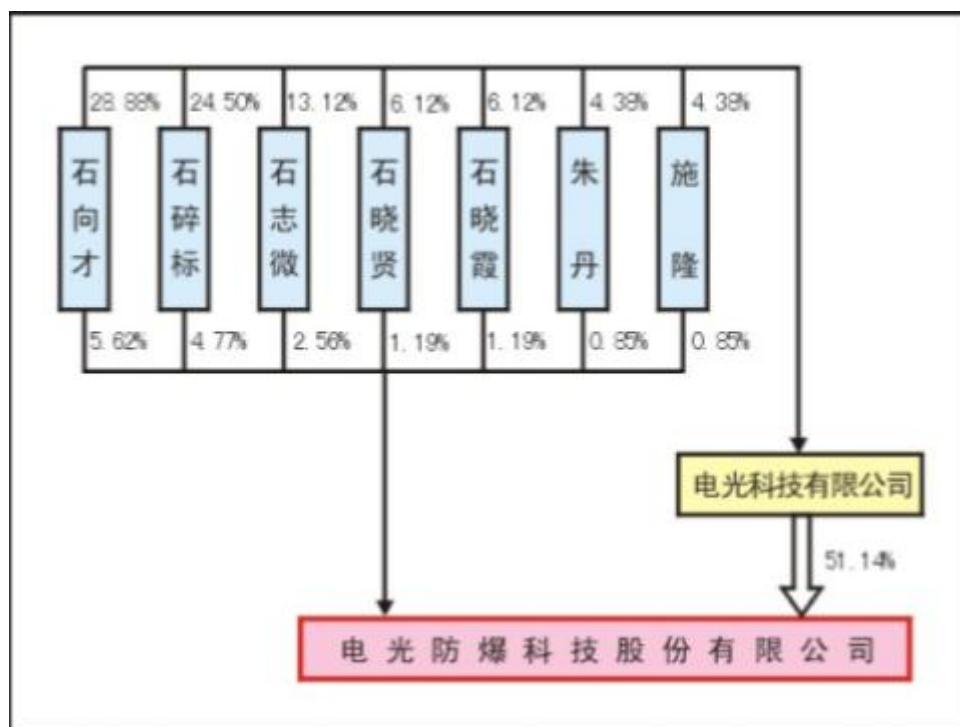 28.88% 24.50% 13.12% 6.12% 6.12% 4.38% 4.38%
石向才
石碎标
石志微
石晓贤
石晓霞
朱丹
施隆
5.62% 4.77% 2.56% 1.19% 1.19% 0.85% 0.85%
电光科技有限公司
51.14%
电光防爆科技股份有限公司